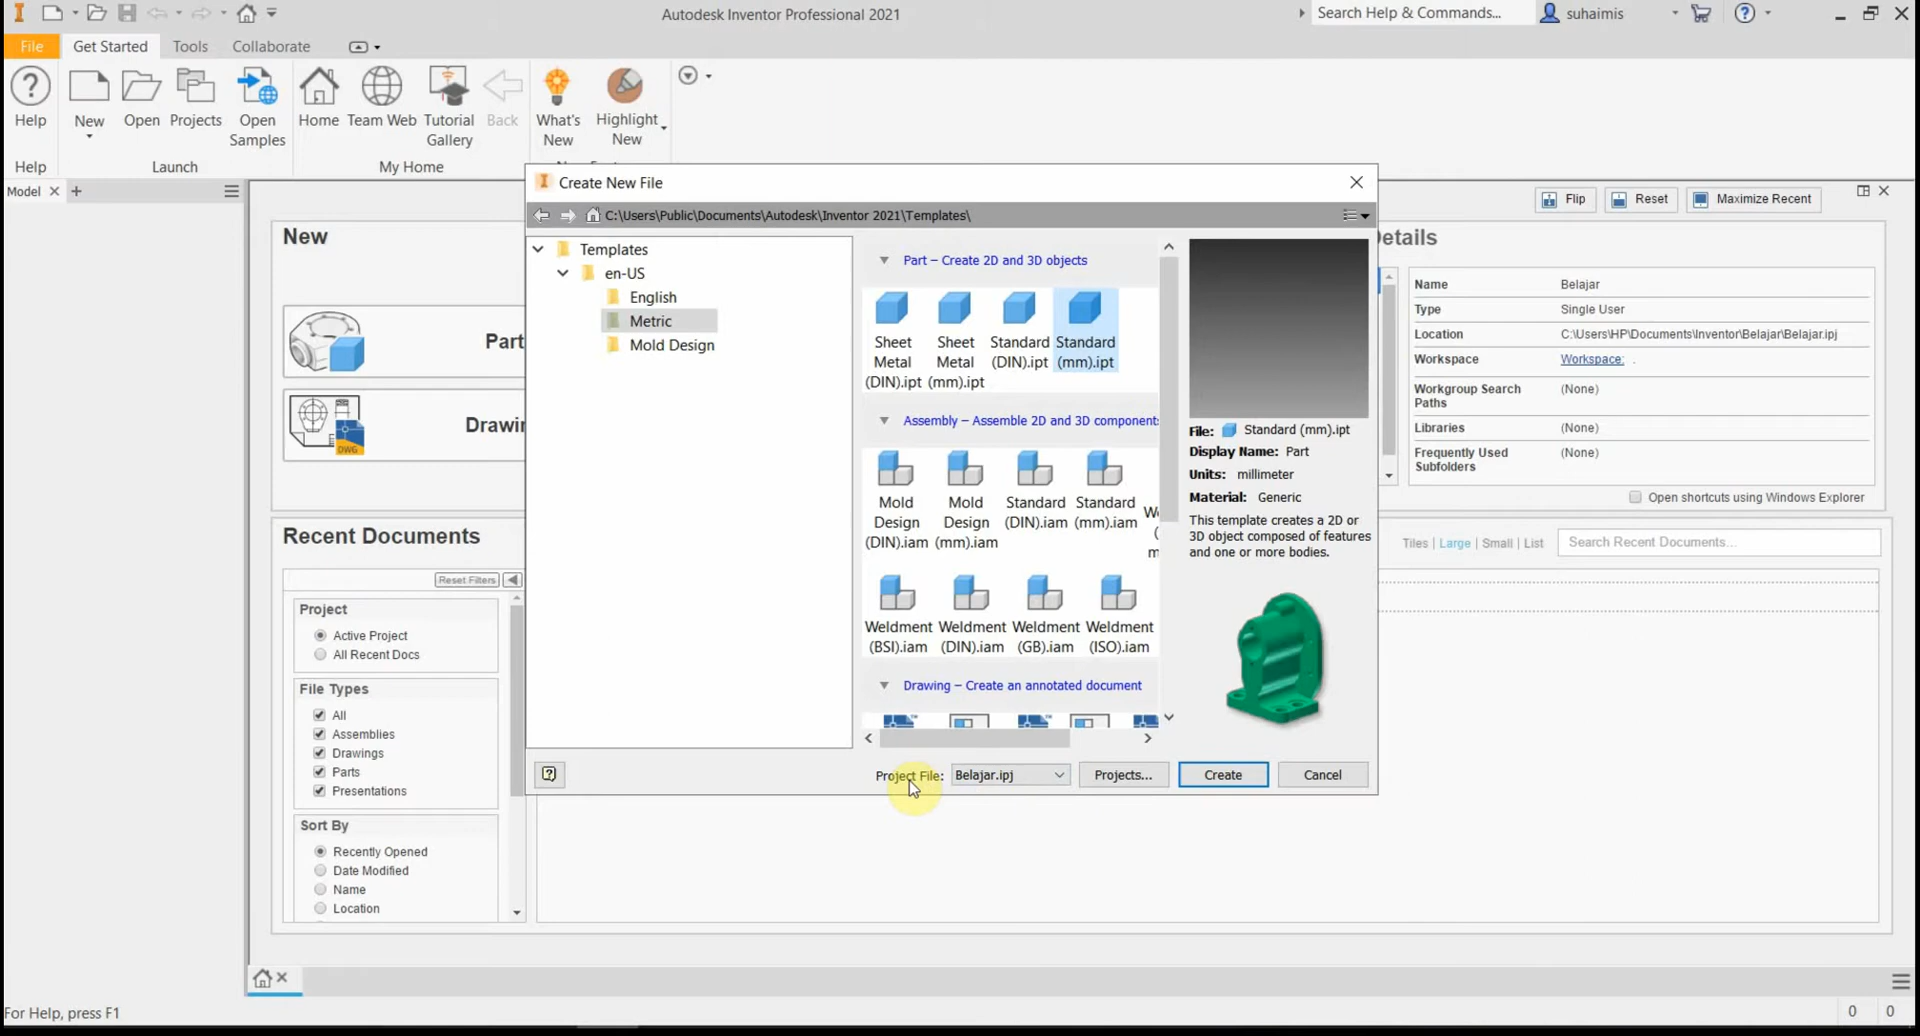 Autodesk Inventor Professional 2021
Search Help & Commands...
suhaimis
File
Get Started
Tools
Collaborate
Help
New
Open
Projects
Open
Samples
Home
Team Web
Tutorial
Gallery
Back
What's
New
Highlight
New
Help
Launch
My Home
Model
Create New File
C:\Users\Public\Documents\Autodesk\Inventor 2021\Templates\
Flip
Reset
Maximize Recent
New
Part
Drawin
Templates
en-US
English
Metric
Mold Design
Part – Create 2D and 3D objects
Sheet
Metal
(DIN).ipt
Sheet
Metal
(mm).ipt
Standard
(DIN).ipt
Standard
(mm).ipt
Assembly – Assemble 2D and 3D component
Mold
Design
(DIN).iam
Mold
Design
(mm).iam
Standard
(DIN).iam
Standard
(mm).iam
Weldment
(BSI).iam
Weldment
(DIN).iam
Weldment
(GB).iam
Weldment
(ISO).iam
Drawing – Create an annotated document
File: Standard (mm).ipt
Display Name: Part
Units: millimeter
Material: Generic
This template creates a 2D or
3D object composed of features
and one or more bodies.
Project File:
Belajar.ipj
Projects...
Create
Cancel
etails
Name Belajar
Type Single User
Location C:\Users\HP\Documents\Inventor\Belajar\Belajar.ipj
Workspace Workspace: .
Workgroup Search
Paths (None)
Libraries (None)
Frequently Used
Subfolders (None)
Open shortcuts using Windows Explorer
Recent Documents
Tiles | Large | Small | List
Search Recent Documents...
Reset Filters
Project
Active Project
All Recent Docs
File Types
All
Assemblies
Drawings
Parts
Presentations
Sort By
Recently Opened
Date Modified
Name
Location
For Help, press F1
0 0